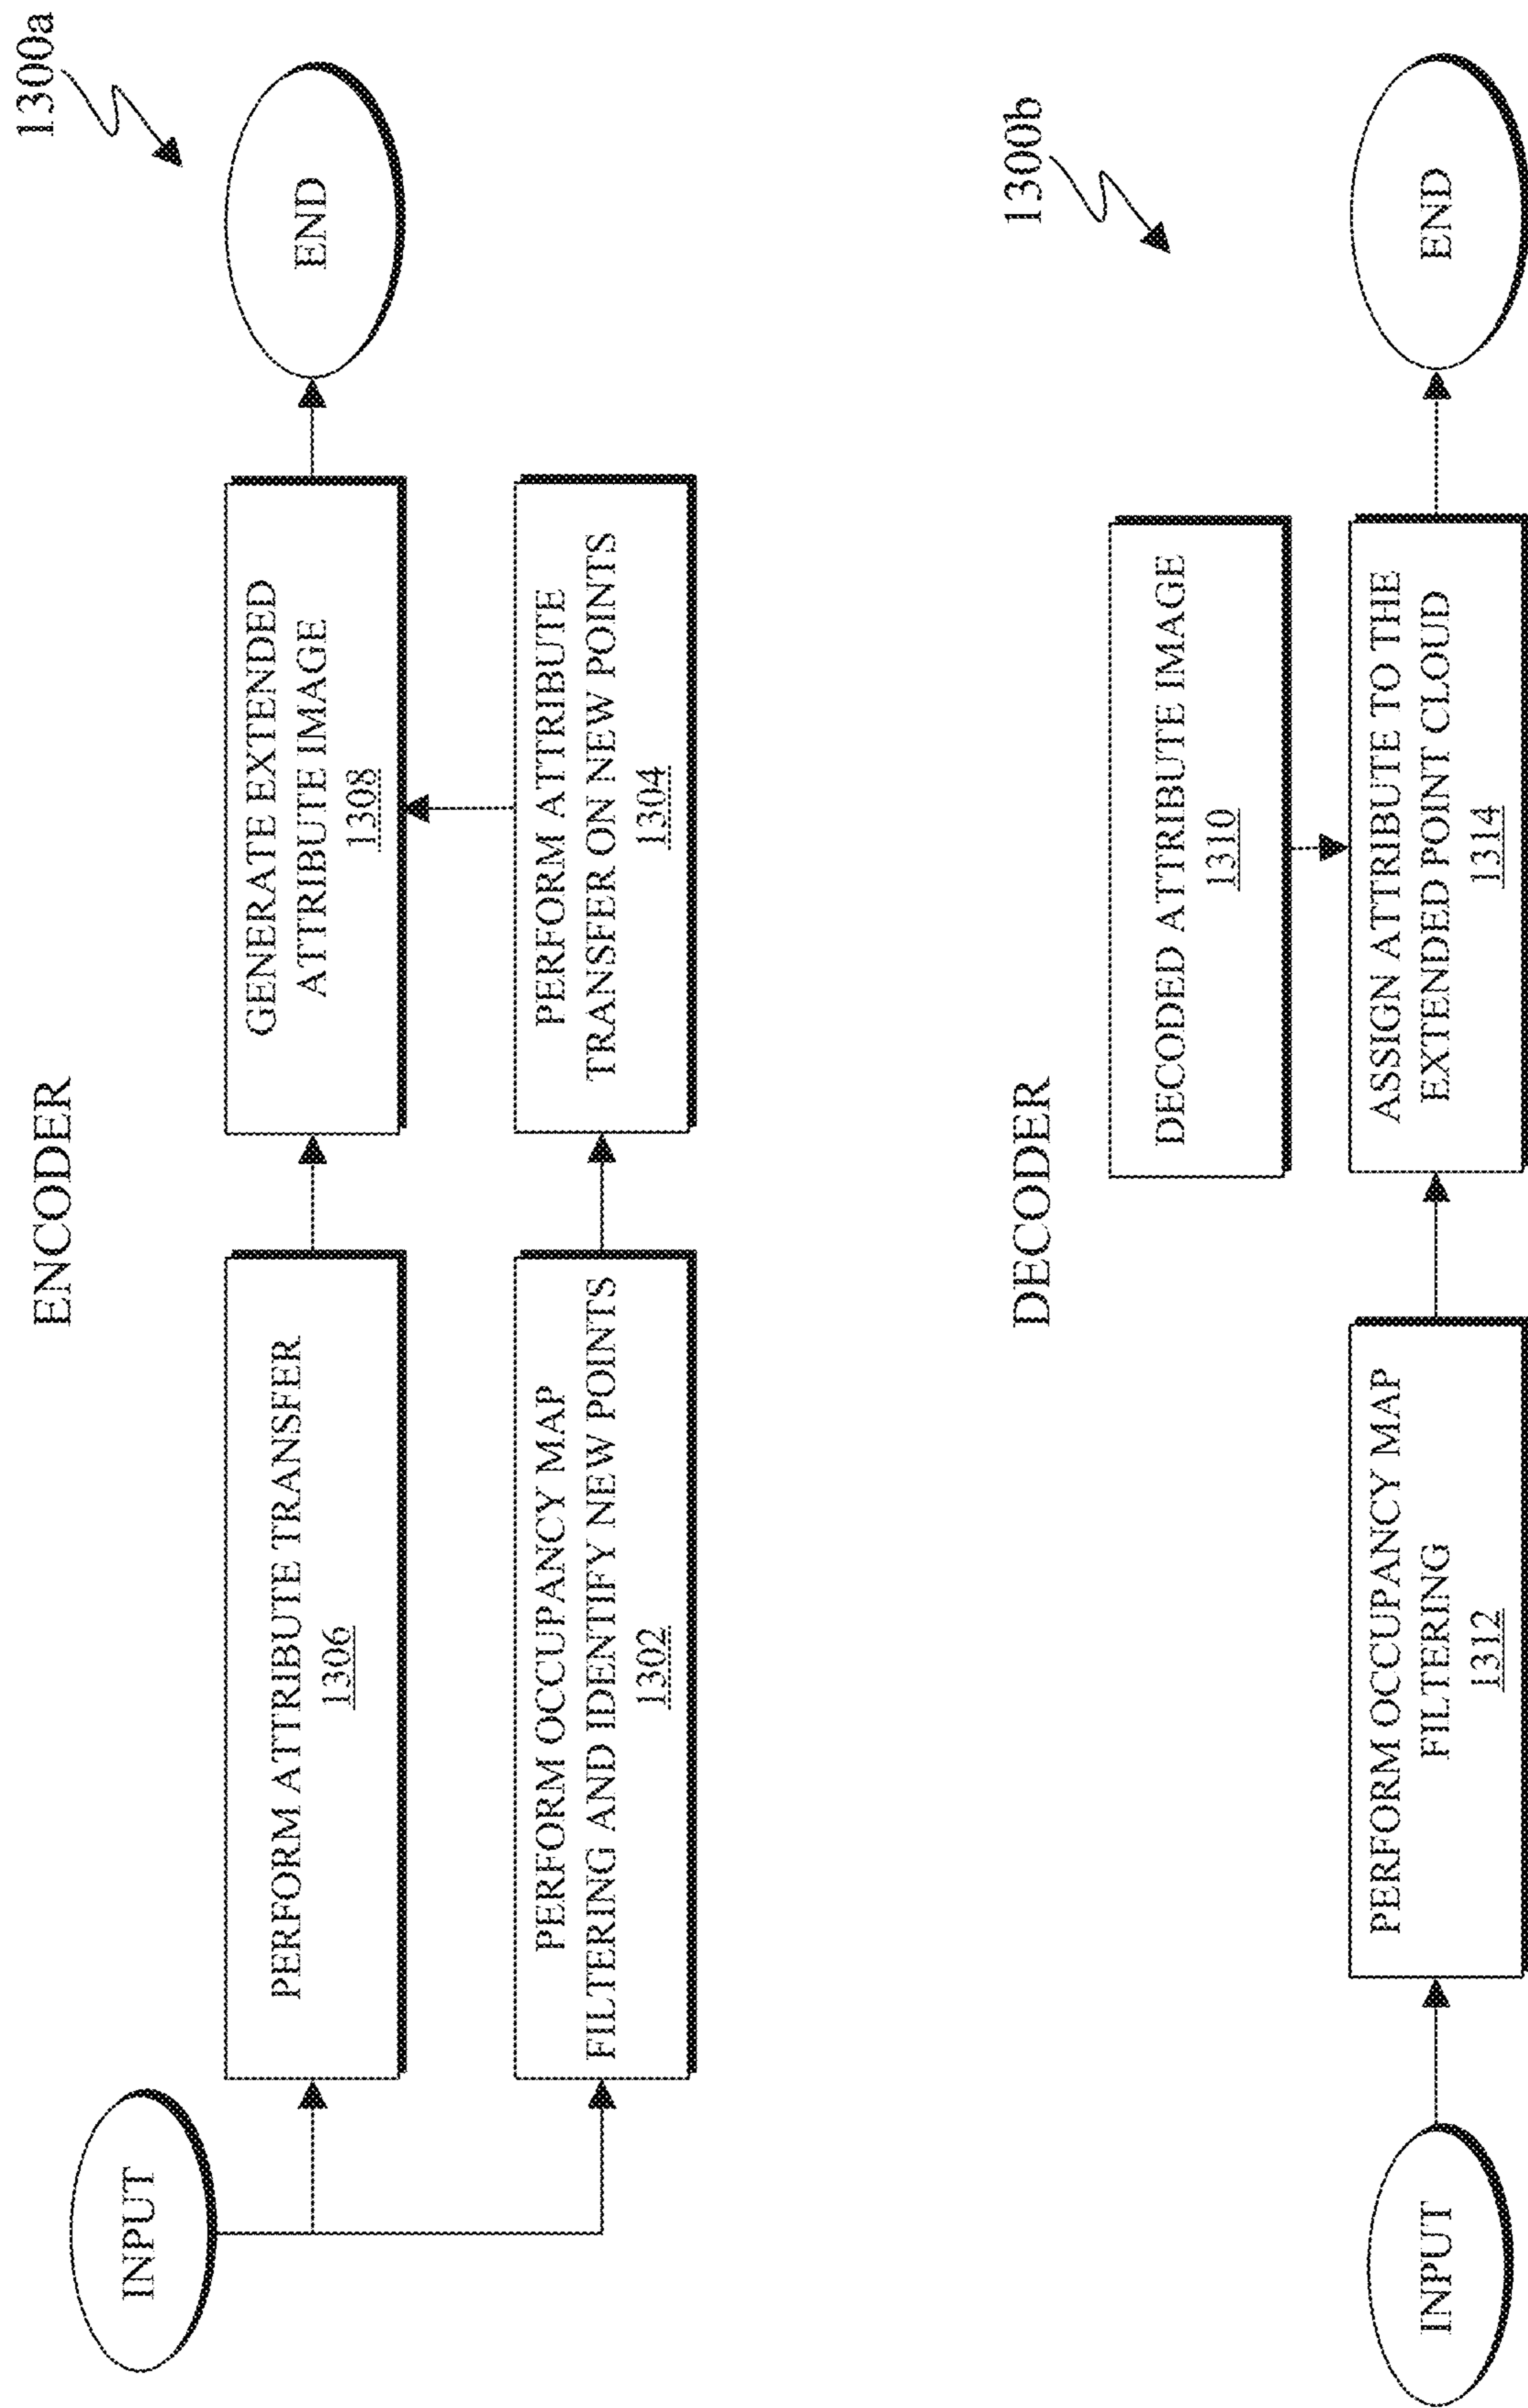 1300a
ENCODER
INPUT
PERFORM ATTRIBUTE TRANSFER
1306
GENERATE EXTENDED
ATTRIBUTE IMAGE
1308
END
PERFORM OCCUPANCY MAP
FILTERING AND IDENTIFY NEW POINTS
1302
PERFORM ATTRIBUTE
TRANSFER ON NEW POINTS
1304
1300b
DECODER
DECODED ATTRIBUTE IMAGE
1310
INPUT
PERFORM OCCUPANCY MAP
FILTERING
1312
ASSIGN ATTRIBUTE TO THE
EXTENDED POINT CLOUD
1314
END